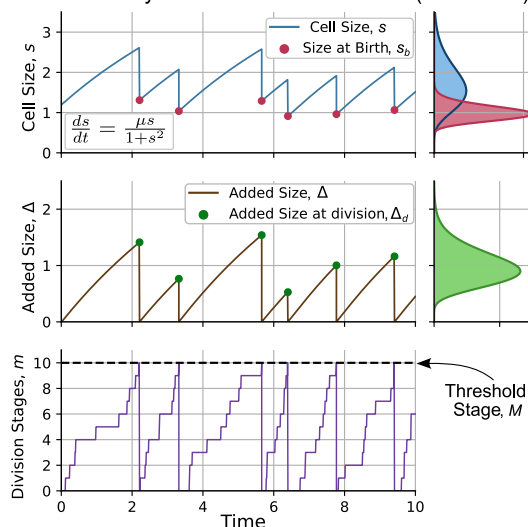 3
2
1
0
Cell Size, s
Cell Size, s
Size at Birth, s_b
ds/dt = μs/1+s²
2
1
0
Added Size, Δ
Added Size, Δ
Added Size at division, Δ_d
10
8
6
4
2
0
Division Stages, m
Threshold
Stage, M
0 2 4 6 8 10
Time